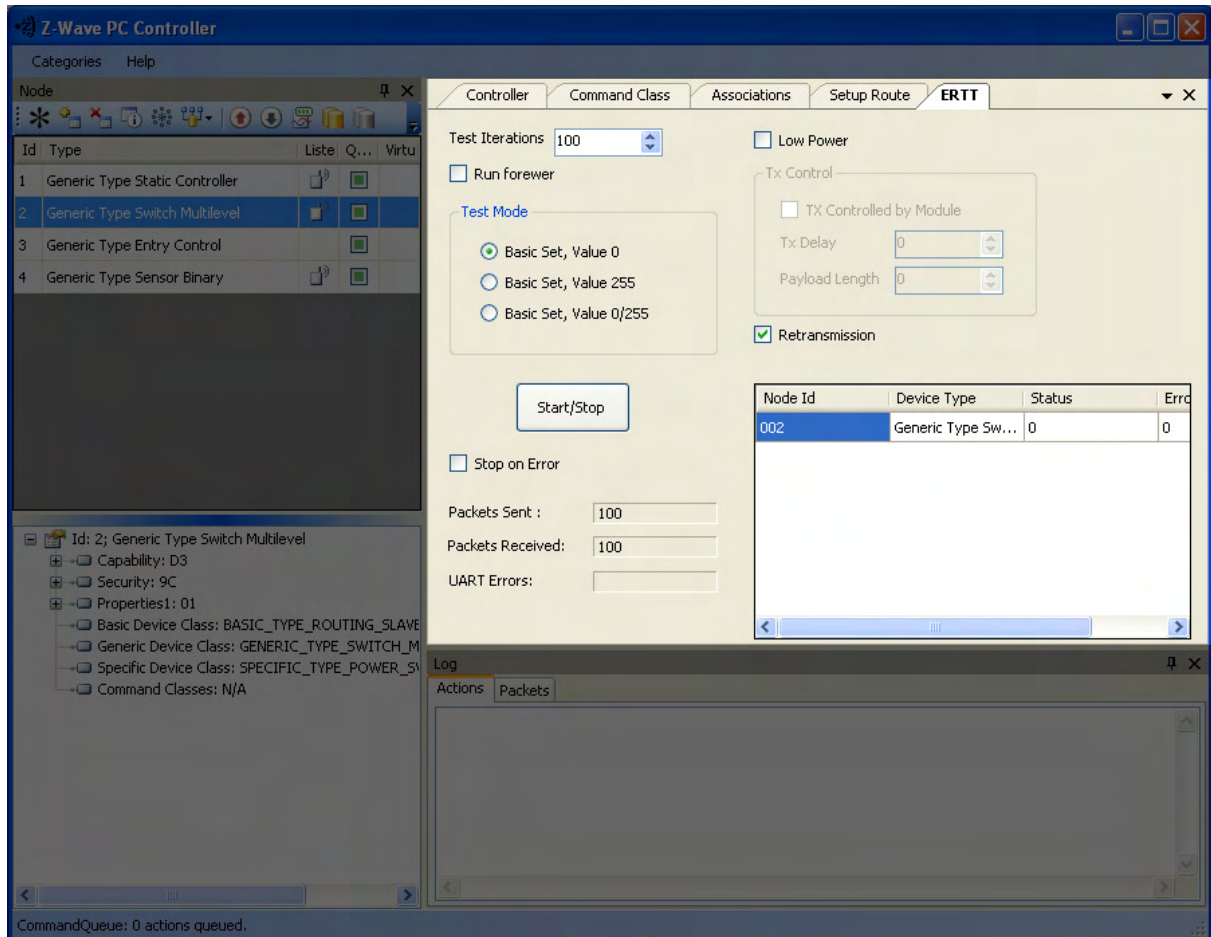 Z-Wave PC Controller
Categories Help
Node
Id Type Liste Q... Virtu
1 Generic Type Static Controller
2 Generic Type Switch Multilevel
3 Generic Type Entry Control
4 Generic Type Sensor Binary
Id: 2; Generic Type Switch Multilevel
Capability: D3
Security: 9C
Properties1: 01
Basic Device Class: BASIC_TYPE_ROUTING_SLAVE
Generic Device Class: GENERIC_TYPE_SWITCH_M
Specific Device Class: SPECIFIC_TYPE_POWER_S
Command Classes: N/A
Controller Command Class Associations Setup Route ERTT
Test Iterations 100
Run forewer
Test Mode
Basic Set, Value 0
Basic Set, Value 255
Basic Set, Value 0/255
Start/Stop
Stop on Error
Packets Sent : 100
Packets Received: 100
UART Errors:
Low Power
Tx Control
TX Controlled by Module
Tx Delay 0
Payload Length 0
Retransmission
Node Id Device Type Status Erro
002 Generic Type Sw... 0 0
Log
Actions Packets
CommandQueue: 0 actions queued.